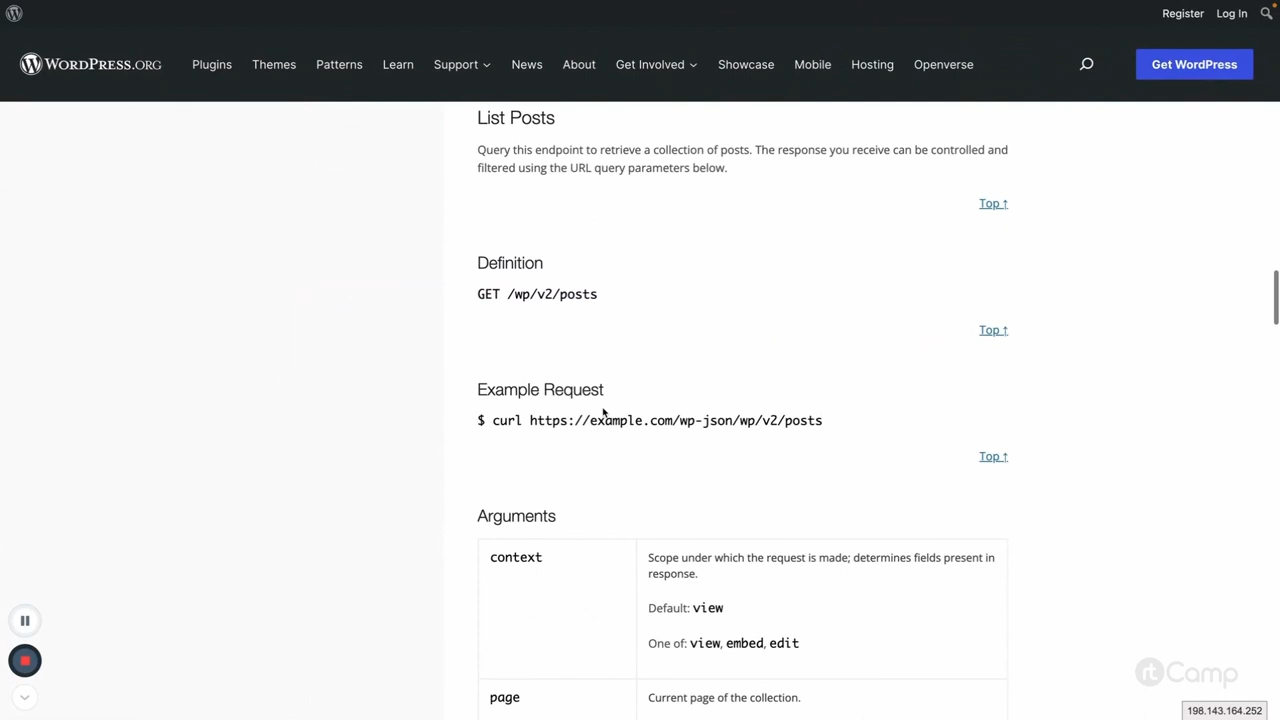 Register Log In
WORDPRESS.ORG Plugins Themes Patterns Learn Support News About Get Involved Showcase Mobile Hosting Openverse Get WordPress
List Posts
Query this endpoint to retrieve a collection of posts. The response you receive can be controlled and
filtered using the URL query parameters below.
Top ↑
Definition
GET /wp/v2/posts
Top ↑
Example Request
$ curl https://example.com/wp-json/wp/v2/posts
Top ↑
Arguments
context Scope under which the request is made; determines fields present in
response.
Default: view
One of: view, embed, edit
page Current page of the collection.
rtCamp
198.143.164.252